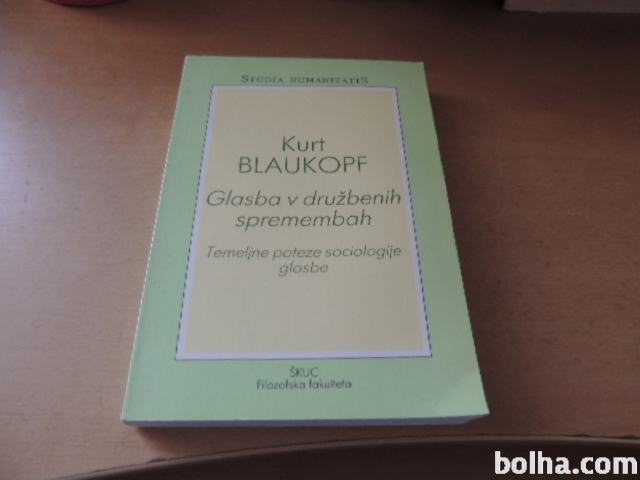 STUDIA HUMANITATIS
Kurt
BLAUKOPF
Glasba v družbenih
spremembah
Temeljne poteze sociologije
glasbe
ŠKUC
Filozofska fakulteta
bolha.com